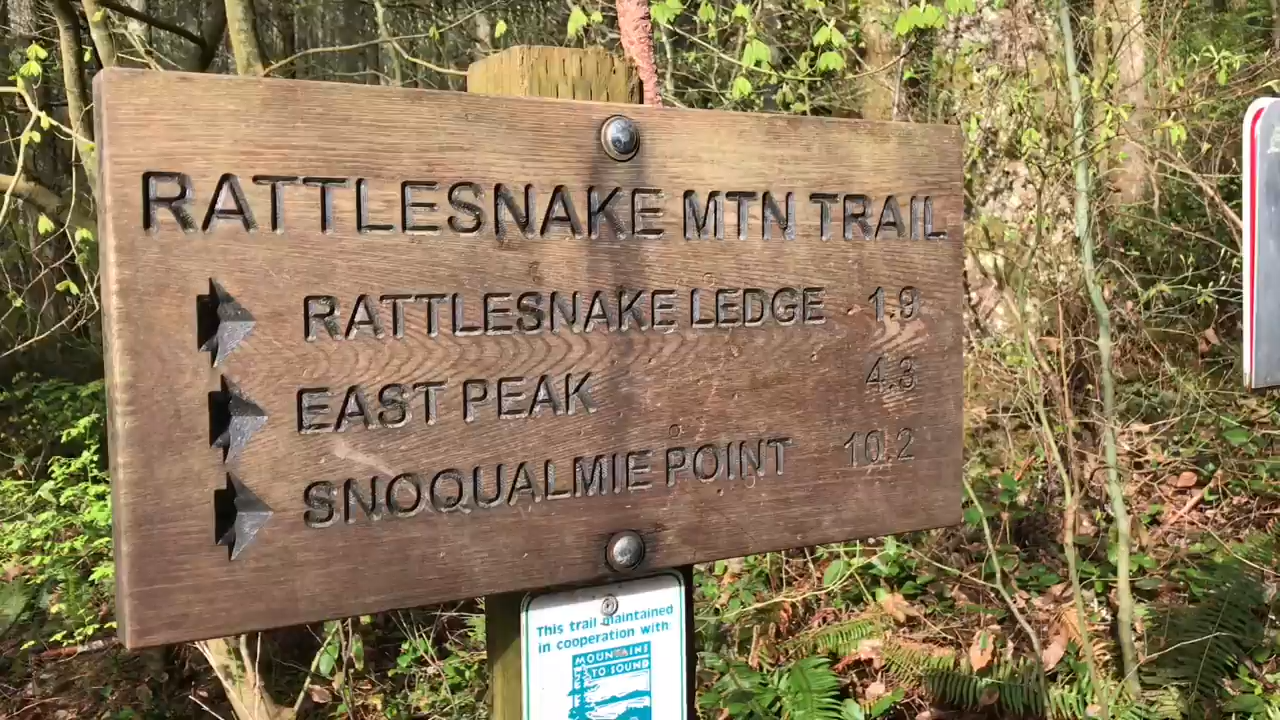 RATTLESNAKE MTN TRAIL
RATTLESNAKE LEDGE 1.9
EAST PEAK 4.3
SNOQUALMIE POINT 10.2
This trail maintained
in cooperation with:
MOUNTAINS
TO SOUND